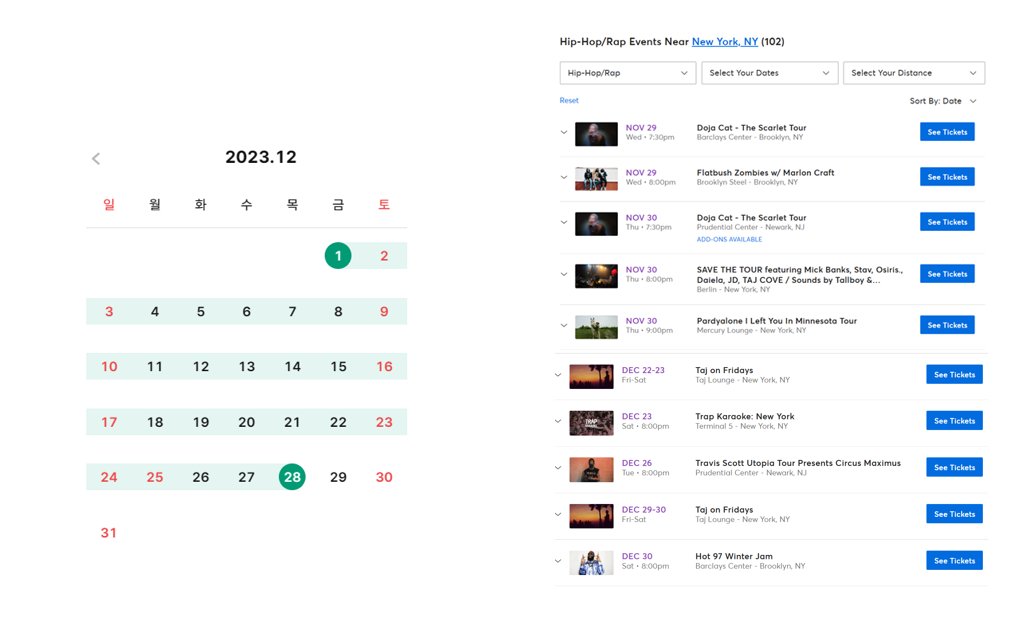 2023.12
일 월 화 수 목 금 토
1 2
3 4 5 6 7 8 9
10 11 12 13 14 15 16
17 18 19 20 21 22 23
24 25 26 27 28 29 30
31
Hip-Hop/Rap Events Near New York, NY (102)
Hip-Hop/Rap Select Your Dates Select Your Distance
Reset
Sort By: Date
NOV 29
Wed • 7:30pm
Doja Cat - The Scarlet Tour
Barclays Center - Brooklyn, NY
See Tickets
NOV 29
Wed • 8:00pm
Flatbush Zombies w/ Marlon Craft
Brooklyn Steel - Brooklyn, NY
See Tickets
NOV 30
Thu • 7:30pm
Doja Cat - The Scarlet Tour
Prudential Center - Newark, NJ
ADD-ONS AVAILABLE
See Tickets
NOV 30
Thu • 8:00pm
SAVE THE TOUR featuring Mick Banks, Stav, Osiris.,
Daiela, JD, TAJ COVE / Sounds by Tallboy &...
Berlin - New York, NY
See Tickets
NOV 30
Thu • 9:00pm
Pardyalone I Left You In Minnesota Tour
Mercury Lounge - New York, NY
See Tickets
DEC 22-23
Fri-Sat
Taj on Fridays
Taj Lounge - New York, NY
See Tickets
TRAP
DEC 23
Sat • 8:00pm
Trap Karaoke: New York
Terminal 5 - New York, NY
See Tickets
DEC 26
Tue • 8:00pm
Travis Scott Utopia Tour Presents Circus Maximus
Prudential Center - Newark, NJ
See Tickets
DEC 29-30
Fri-Sat
Taj on Fridays
Taj Lounge - New York, NY
See Tickets
DEC 30
Sat • 8:00pm
Hot 97 Winter Jam
Barclays Center - Brooklyn, NY
See Tickets